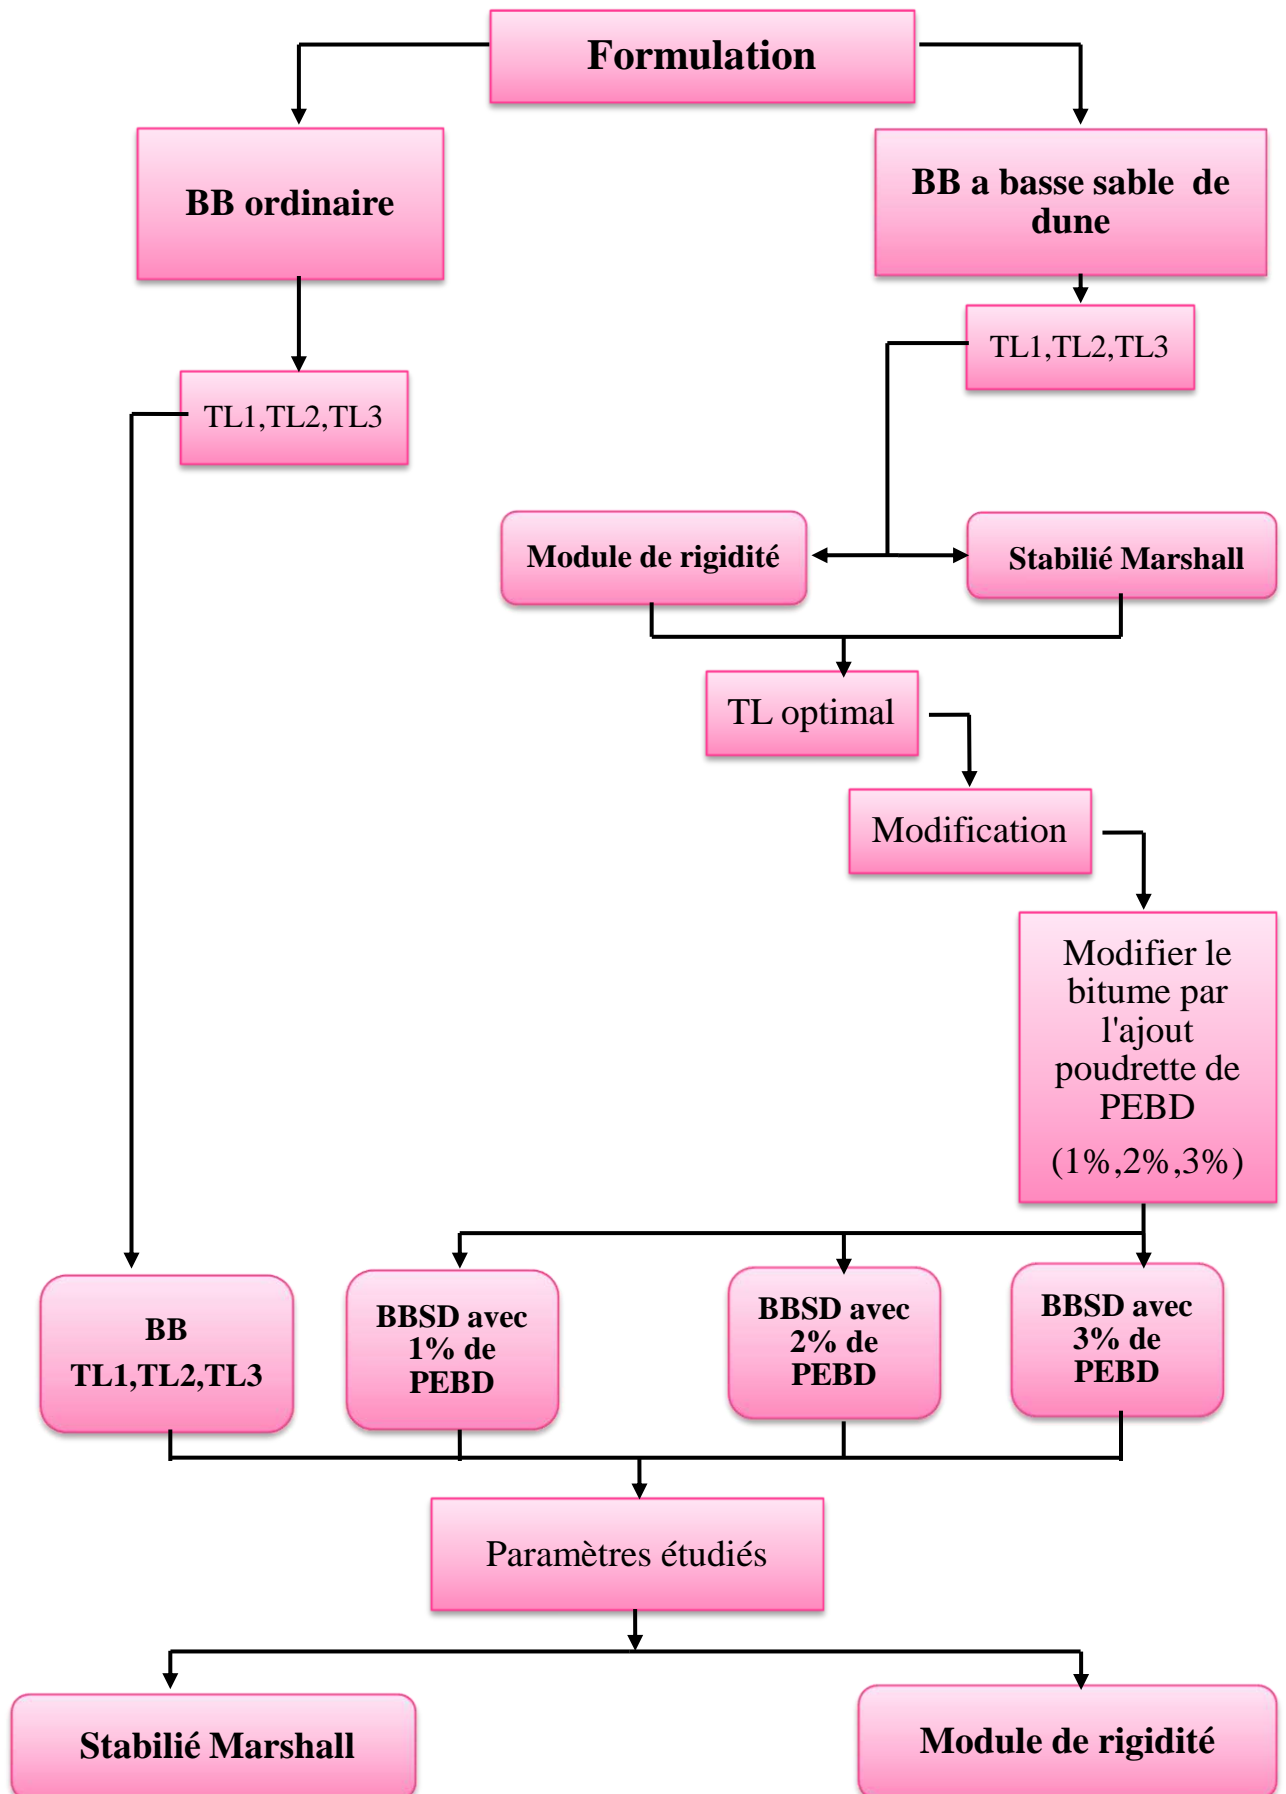 Formulation
BB ordinaire
BB a basse sable de
dune
TL1,TL2,TL3
TL1,TL2,TL3
Module de rigidité
Stabilié Marshall
TL optimal
Modification
Modifier le
bitume par
l'ajout
poudrette de
PEBD
(1%,2%,3%)
BB
TL1,TL2,TL3
BBSD avec
1% de
PEBD
BBSD avec
2% de
PEBD
BBSD avec
3% de
PEBD
Paramètres étudiés
Stabilié Marshall
Module de rigidité